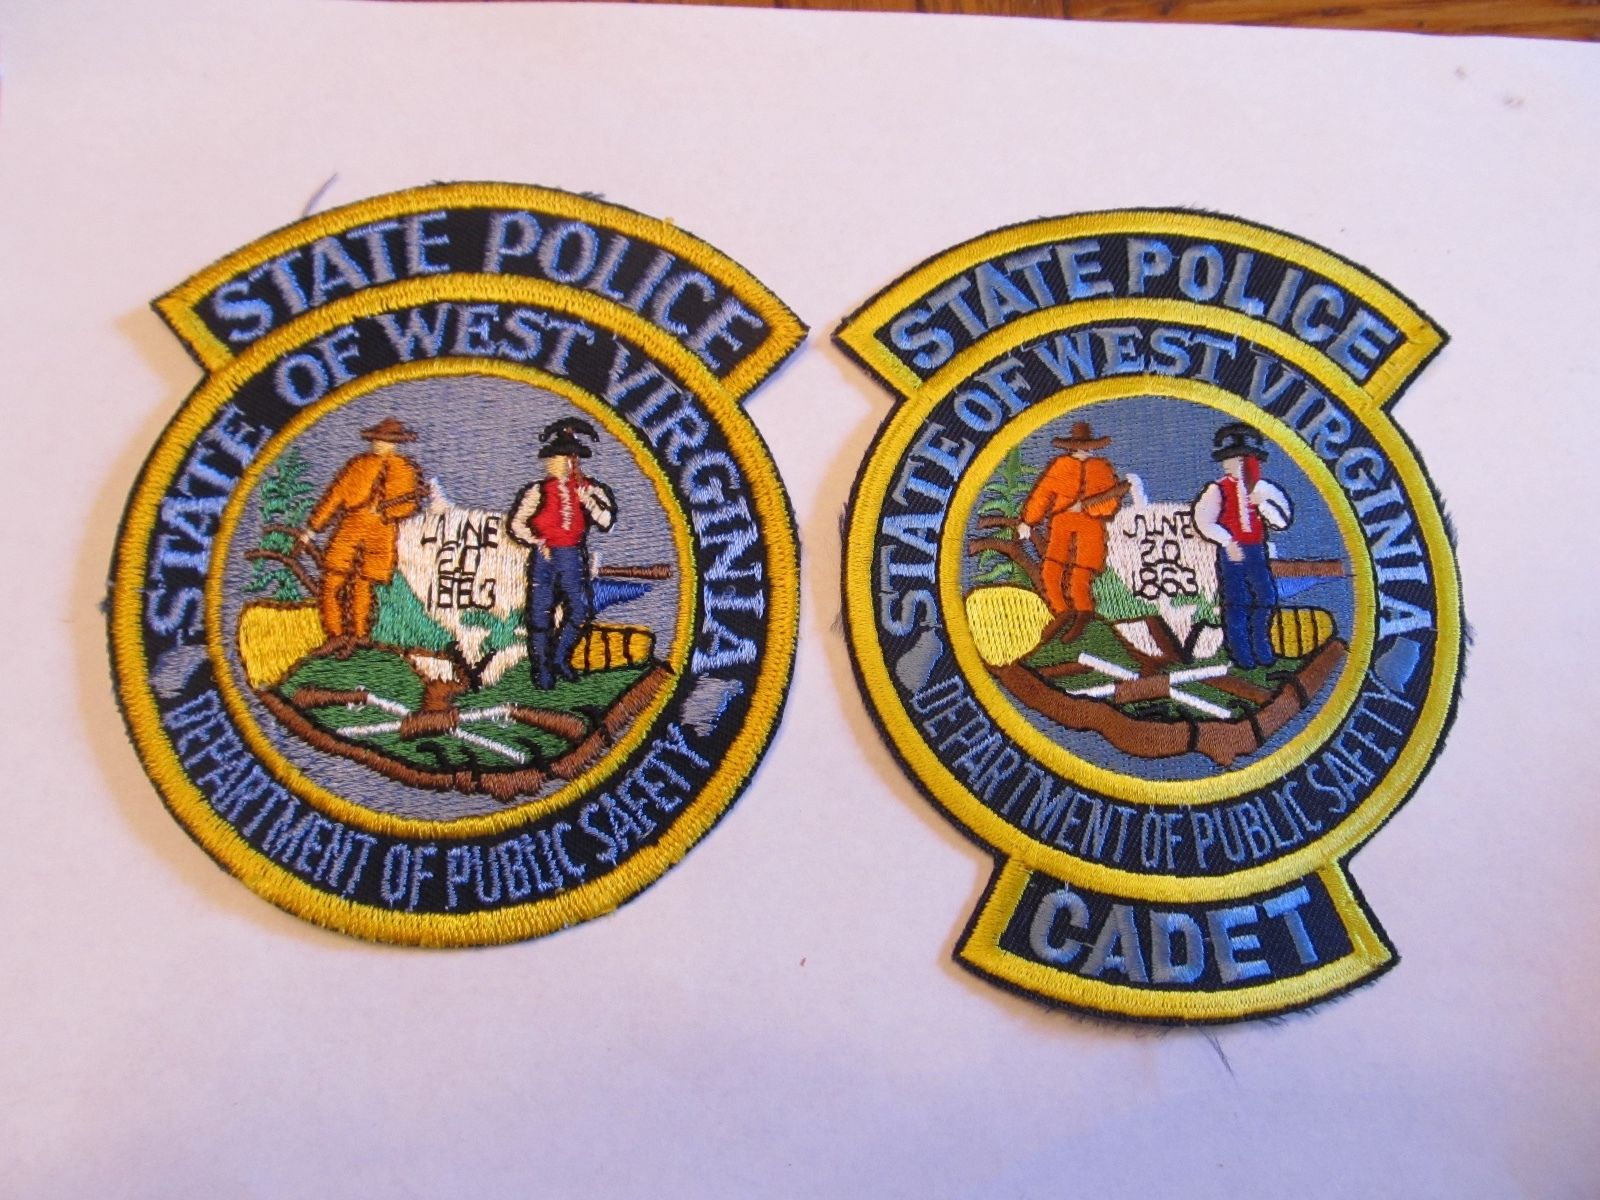 STATE POLICE
STATE OF WEST VIRGINIA
JUNE
20
1863
DEPARTMENT OF PUBLIC SAFETY
STATE POLICE
STATE OF WEST VIRGINIA
JUNE
20
1863
DEPARTMENT OF PUBLIC SAFETY
CADET